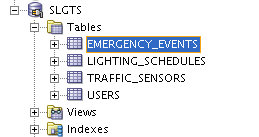 SLGTS
Tables
EMERGENCY_EVENTS
LIGHTING_SCHEDULES
TRAFFIC_SENSORS
USERS
Views
Indexes